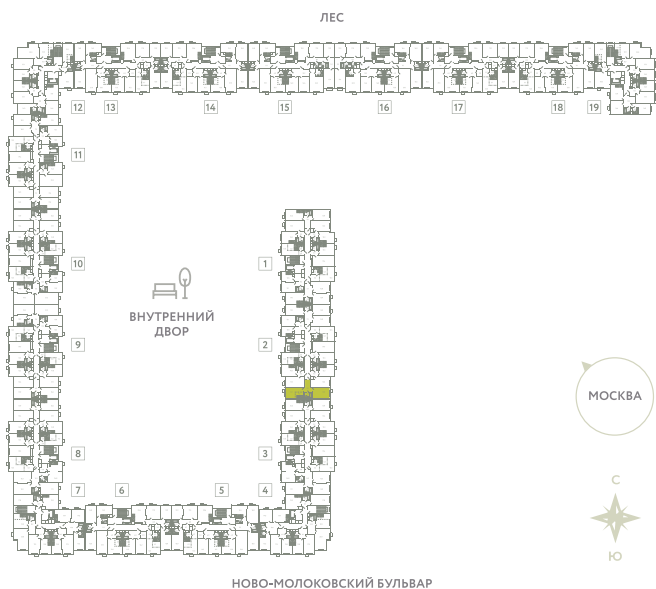 ЛЕС
12 13 14 15 16 17 18 19
11
10 1
ВНУТРЕННИЙ
ДВОР
9 2
МОСКВА
8 3
7 6 5 4
С
Ю
НОВО-МОЛОКОВСКИЙ БУЛЬВАР